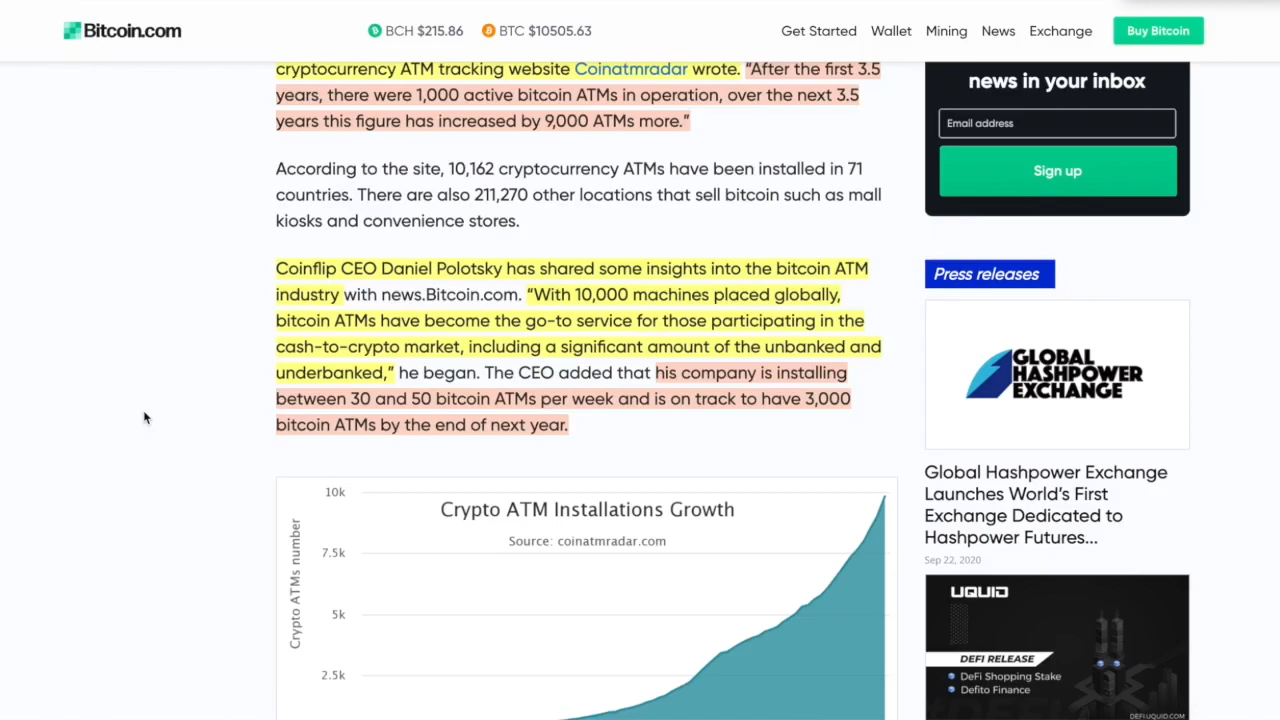 Bitcoin.com
BCH $215.86
BTC $10505.63
Get Started
Wallet
Mining
News
Exchange
Buy Bitcoin
cryptocurrency ATM tracking website Coinatmradar wrote. “After the first 3.5
years, there were 1,000 active bitcoin ATMs in operation, over the next 3.5
years this figure has increased by 9,000 ATMs more.”
According to the site, 10,162 cryptocurrency ATMs have been installed in 71
countries. There are also 211,270 other locations that sell bitcoin such as mall
kiosks and convenience stores.
Coinflip CEO Daniel Polotsky has shared some insights into the bitcoin ATM
industry with news.Bitcoin.com. “With 10,000 machines placed globally,
bitcoin ATMs have become the go-to service for those participating in the
cash-to-crypto market, including a significant amount of the unbanked and
underbanked,” he began. The CEO added that his company is installing
between 30 and 50 bitcoin ATMs per week and is on track to have 3,000
bitcoin ATMs by the end of next year.
Crypto ATM Installations Growth
Source: coinatmradar.com
Crypto ATMs number
10k
7.5k
5k
2.5k
news in your inbox
Email address
Sign up
Press releases
GLOBAL
HASHPOWER
EXCHANGE
Global Hashpower Exchange
Launches World’s First
Exchange Dedicated to
Hashpower Futures...
Sep 22, 2020
UQUID
DEFI RELEASE
DeFi Shopping Stake
Defito Finance
DEFI.UQUID.COM